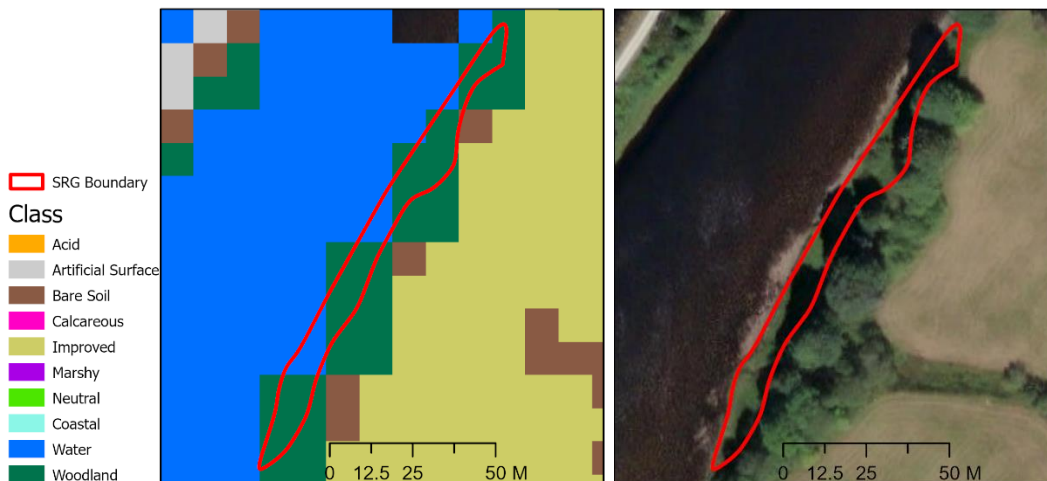 SRG Boundary
Class
Acid
Artificial Surface
Bare Soil
Calcareous
Improved
Marshy
Neutral
Coastal
Water
Woodland
0 12.5 25 50 M
0 12.5 25 50 M